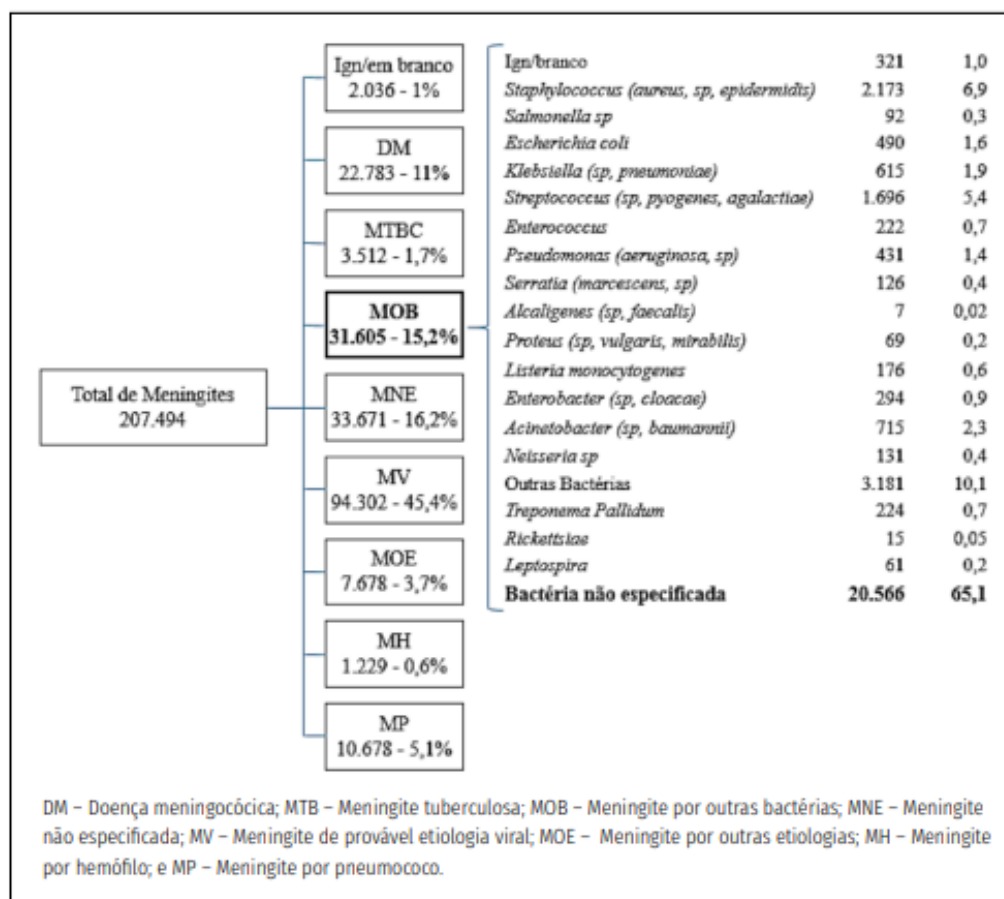 Total de Meningites
207.494
Ign/em branco
2.036 - 1%
DM
22.783 - 11%
MTBC
3.512 - 1,7%
MOB
31.605 - 15,2%
MNE
33.671 - 16,2%
MV
94.302 - 45,4%
MOE
7.678 - 3,7%
MH
1.229 - 0,6%
MP
10.678 - 5,1%
Ign/branco 321 1,0
Staphylococcus (aureus, sp, epidermidis) 2.173 6,9
Salmonella sp 92 0,3
Escherichia coli 490 1,6
Klebsiella (sp, pneumoniae) 615 1,9
Streptococcus (sp, pyogenes, agalactiae) 1.696 5,4
Enterococcus 222 0,7
Pseudomonas (aeruginosa, sp) 431 1,4
Serratia (marcescens, sp) 126 0,4
Alcaligenes (sp, faecalis) 7 0,02
Proteus (sp, vulgaris, mirabilis) 69 0,2
Listeria monocytogenes 176 0,6
Enterobacter (sp, cloacae) 294 0,9
Acinetobacter (sp, baumannii) 715 2,3
Neisseria sp 131 0,4
Outras Bactérias 3.181 10,1
Treponema Pallidum 224 0,7
Rickettsiae 15 0,05
Leptospira 61 0,2
Bactéria não especificada 20.566 65,1
DM – Doença meningocócica; MTB – Meningite tuberculosa; MOB – Meningite por outras bactérias; MNE – Meningite
não especificada; MV – Meningite de provável etiologia viral; MOE – Meningite por outras etiologias; MH – Meningite
por hemófilo; e MP – Meningite por pneumococo.